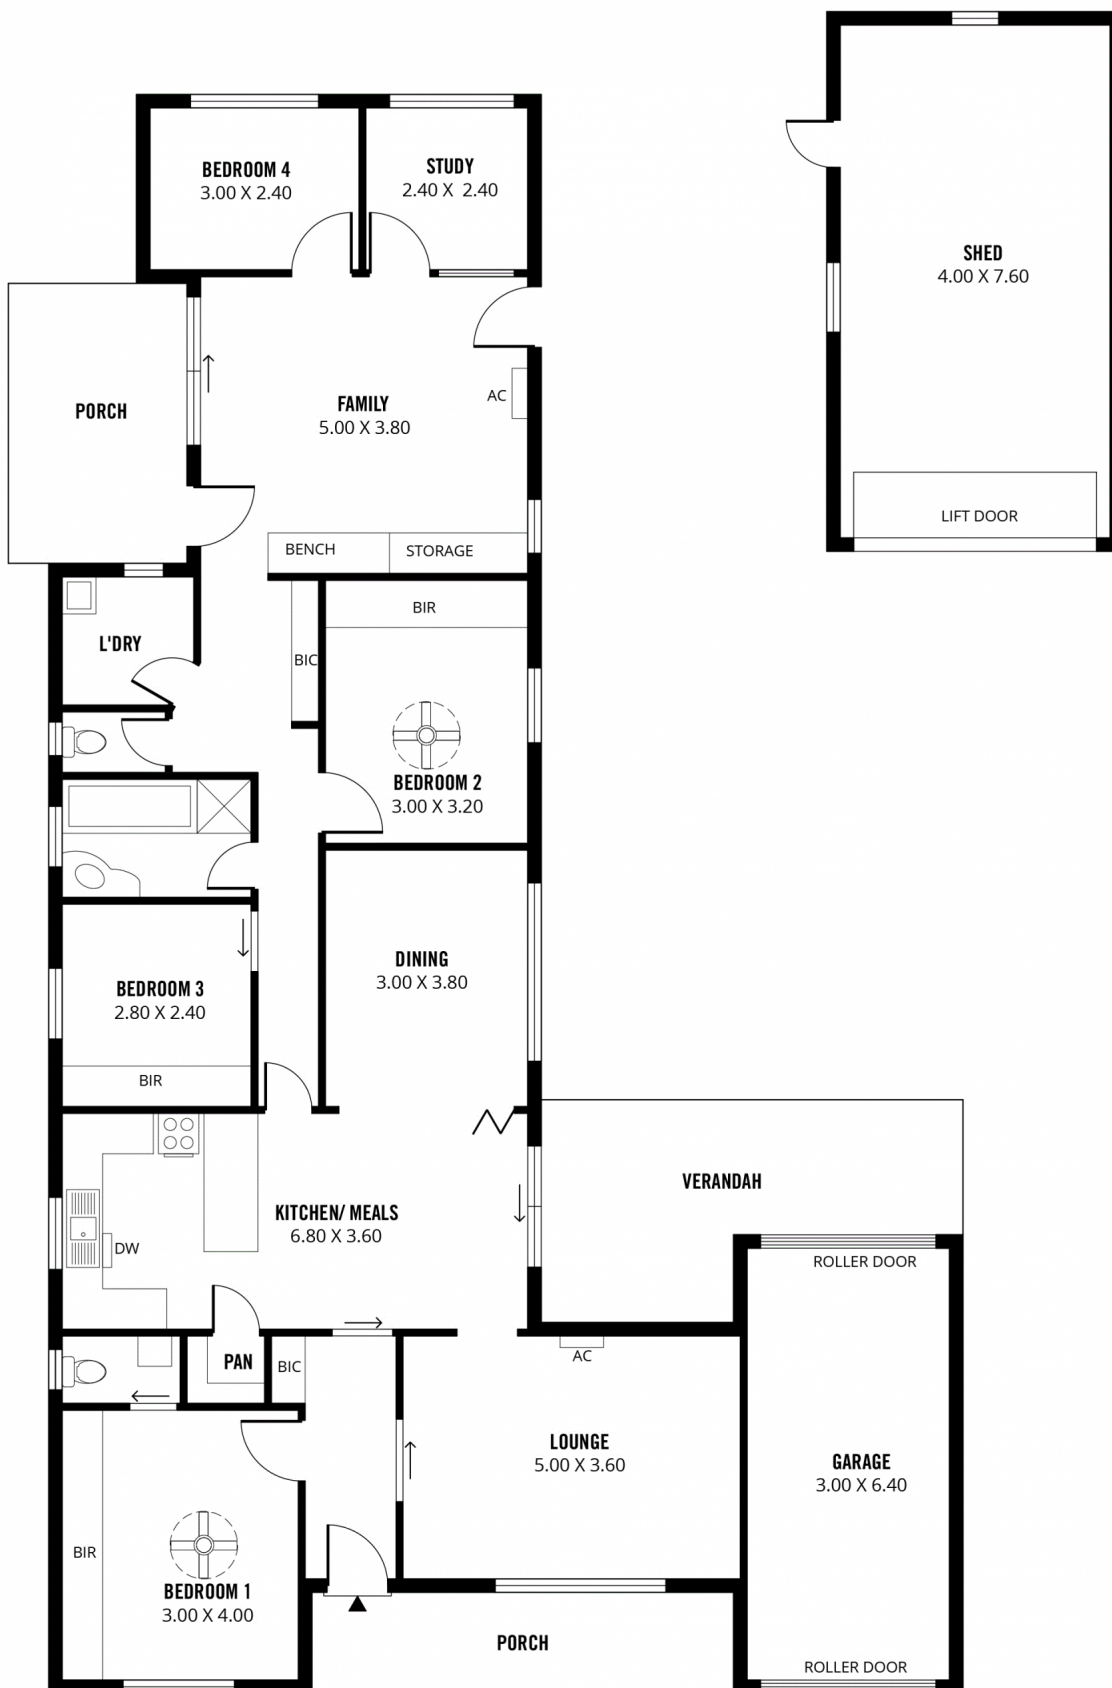 BEDROOM 4
3.00 X 2.40
STUDY
2.40 X  2.40
SHED
4.00 X 7.60
LIFT DOOR
PORCH
FAMILY
5.00 X 3.80
AC
BENCH
STORAGE
L'DRY
BIC
BIR
BEDROOM 2
3.00 X 3.20
DINING
3.00 X 3.80
BEDROOM 3
2.80 X 2.40
BIR
VERANDAH
KITCHEN/ MEALS
6.80 X 3.60
DW
ROLLER DOOR
PAN
BIC
AC
LOUNGE
5.00 X 3.60
GARAGE
3.00 X 6.40
BIR
BEDROOM 1
3.00 X 4.00
PORCH
ROLLER DOOR